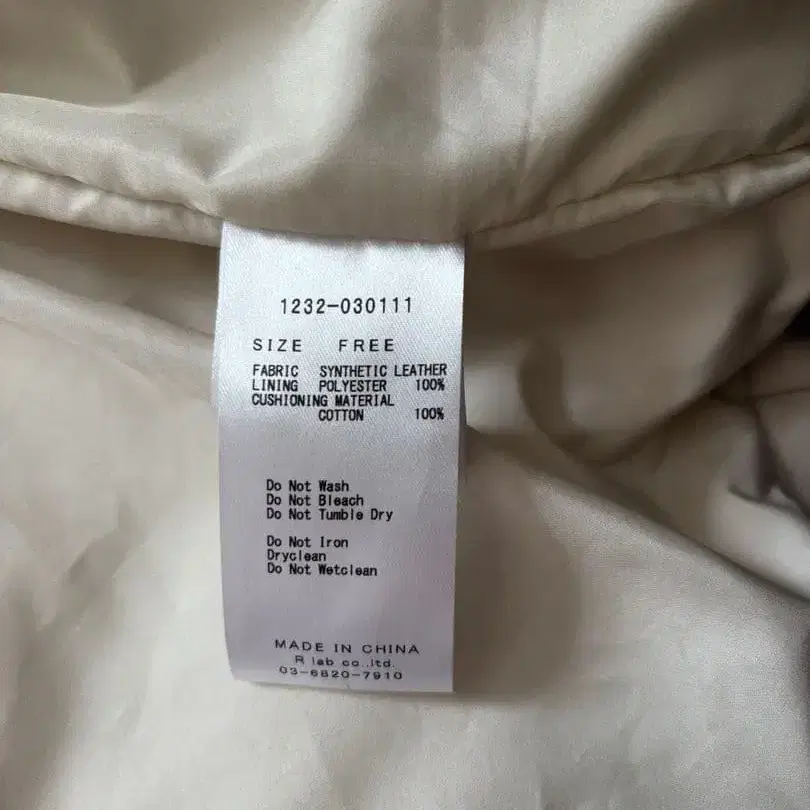 1232-030111
SIZE FREE
FABRIC SYNTHETIC LEATHER
LINING POLYESTER 100%
CUSHIONING MATERIAL
COTTON 100%
Do Not Wash
Do Not Bleach
Do Not Tumble Dry
Do Not Iron
Dryclean
Do Not Wetclean
MADE IN CHINA
R lab co.,ltd.
03-6820-7910